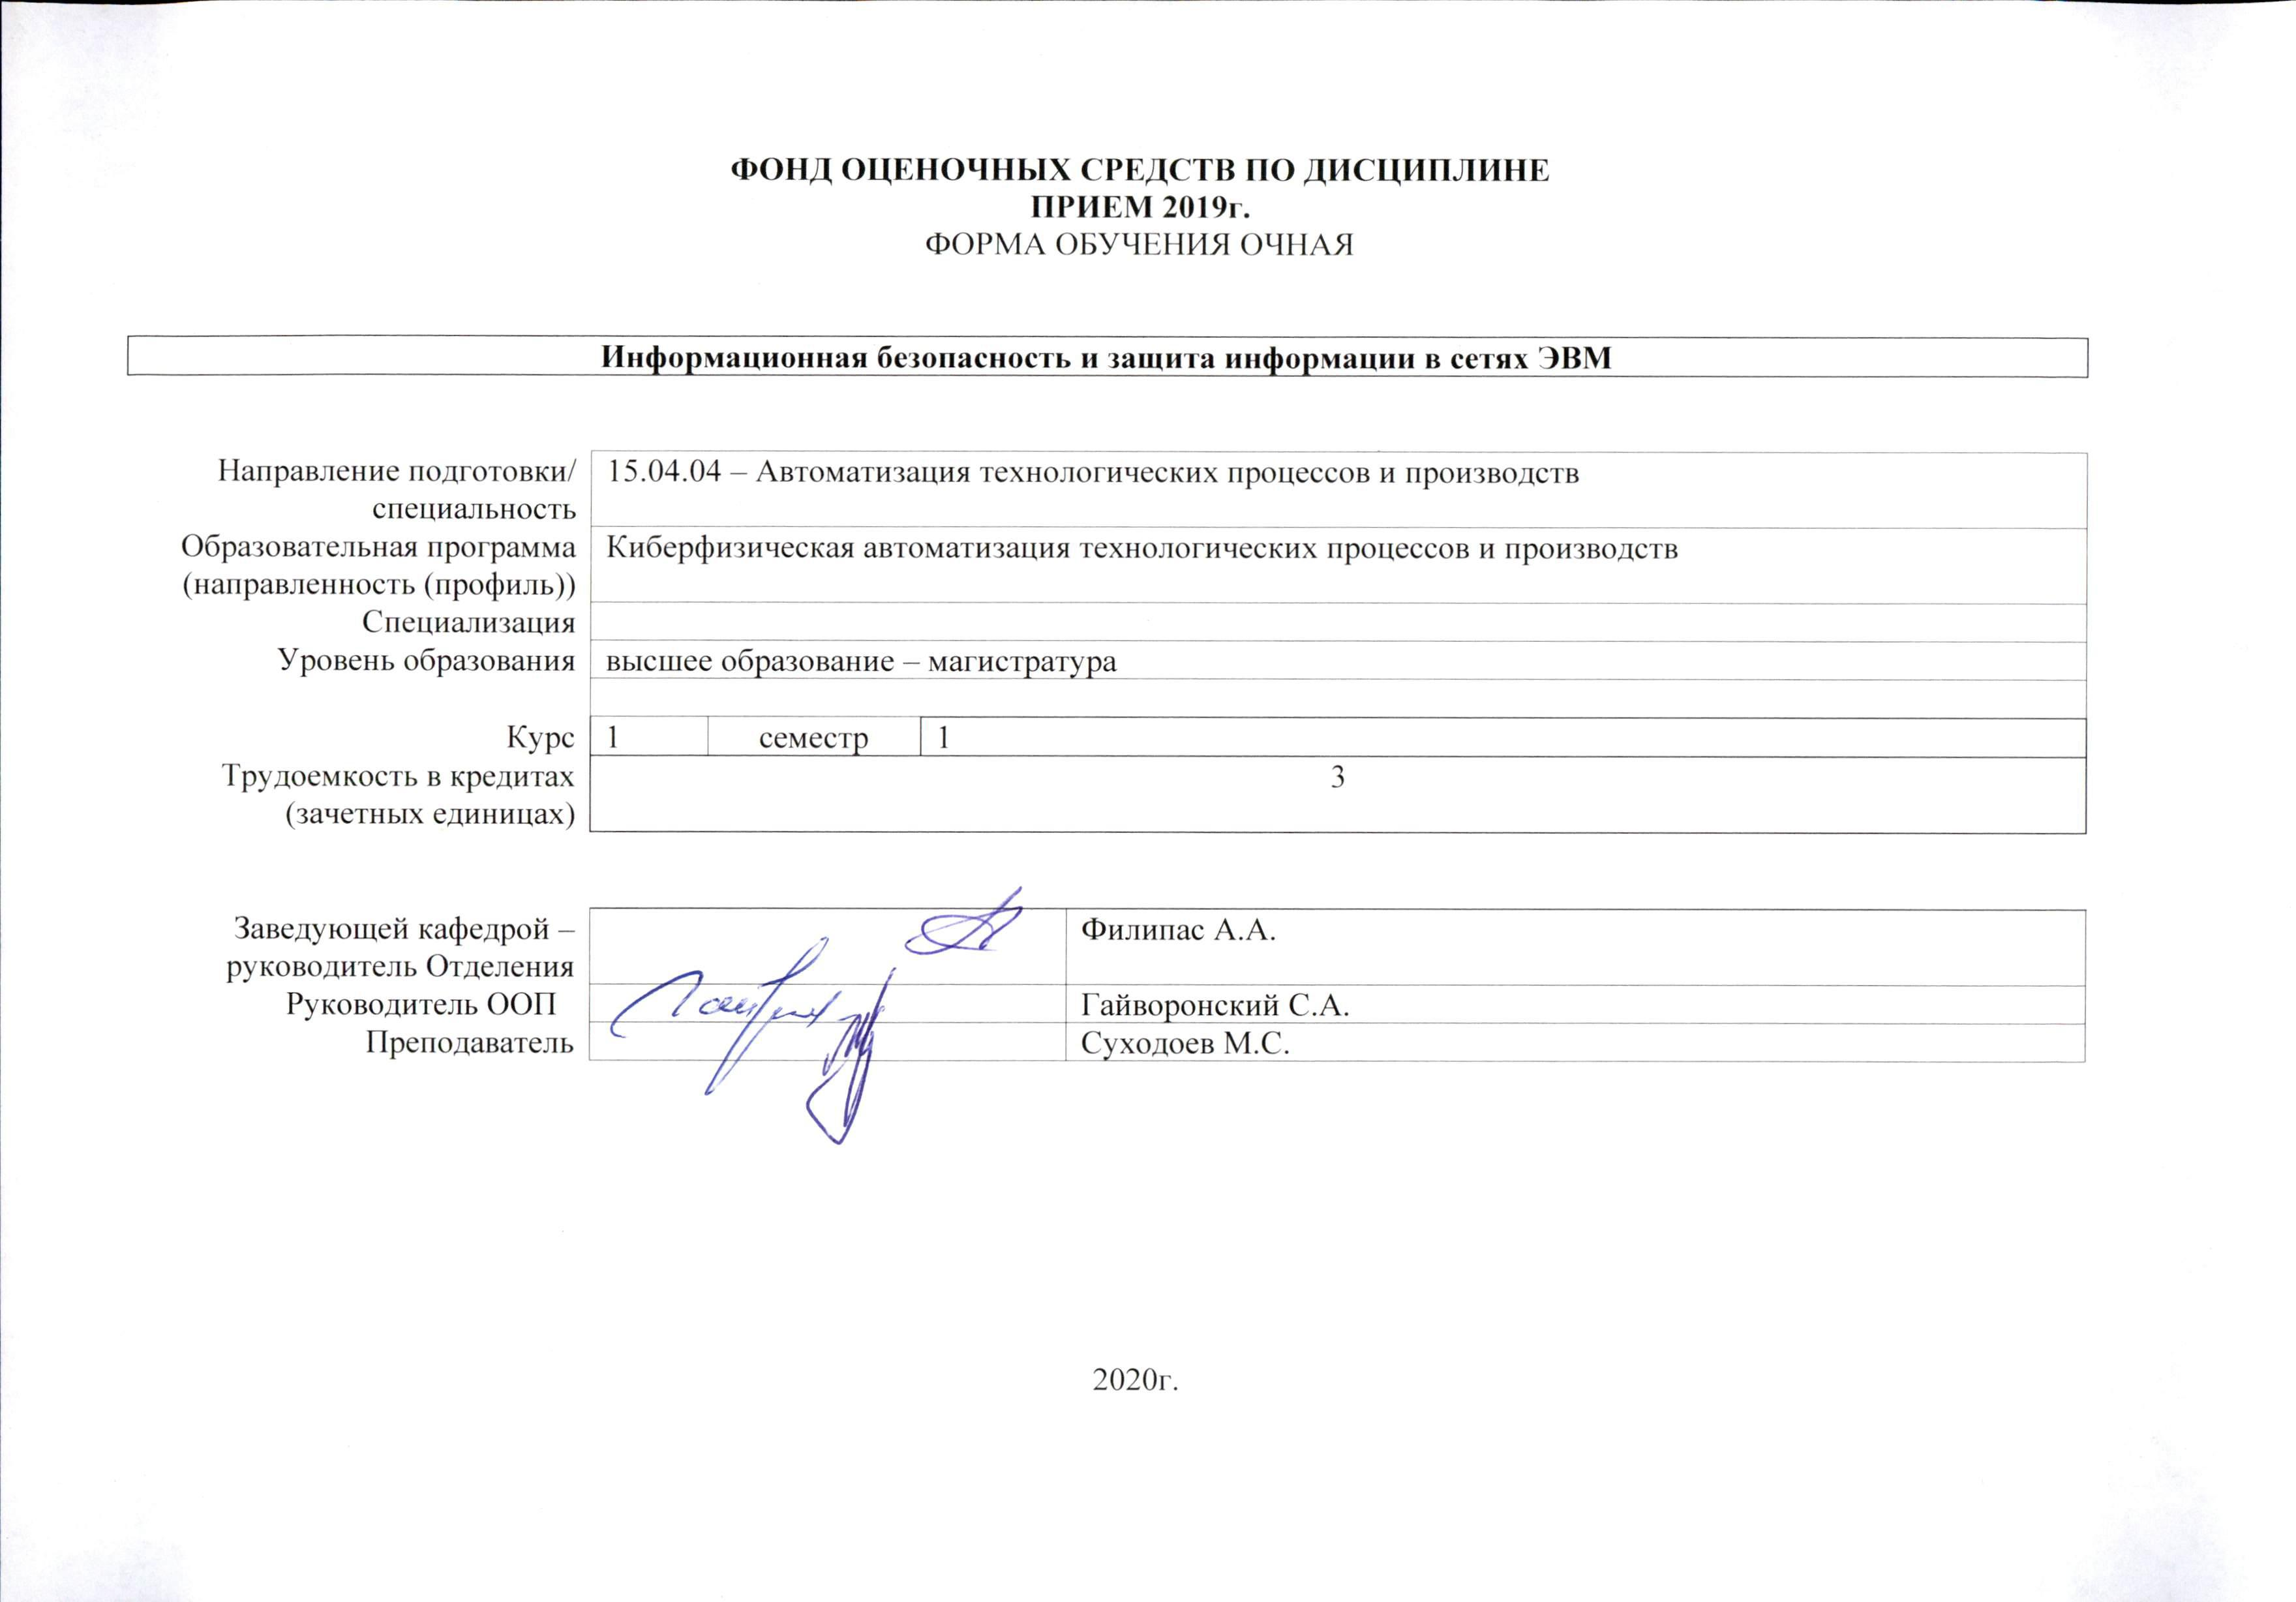 ФОНД ОЦЕНОЧНЫХ СРЕДСТВ ПО ДИСЦИПЛИНЕ
ПРИЕМ 2019г.
ФОРМА ОБУЧЕНИЯ ОЧНАЯ
Информационная безопасность и защита информации в сетях ЭВМ
Направление подготовки/ 15.04.04 – Автоматизация технологических процессов и производств
специальность
Образовательная программа Киберфизическая автоматизация технологических процессов и производств
(направленность (профиль))
Специализация
Уровень образования высшее образование – магистратура
Курс 1 семестр 1
Трудоемкость в кредитах 3
(зачетных единицах)
Заведующей кафедрой – Филипас А.А.
руководитель Отделения
Руководитель ООП Гайворонский С.А.
Преподаватель Суходоев М.С.
2020г.